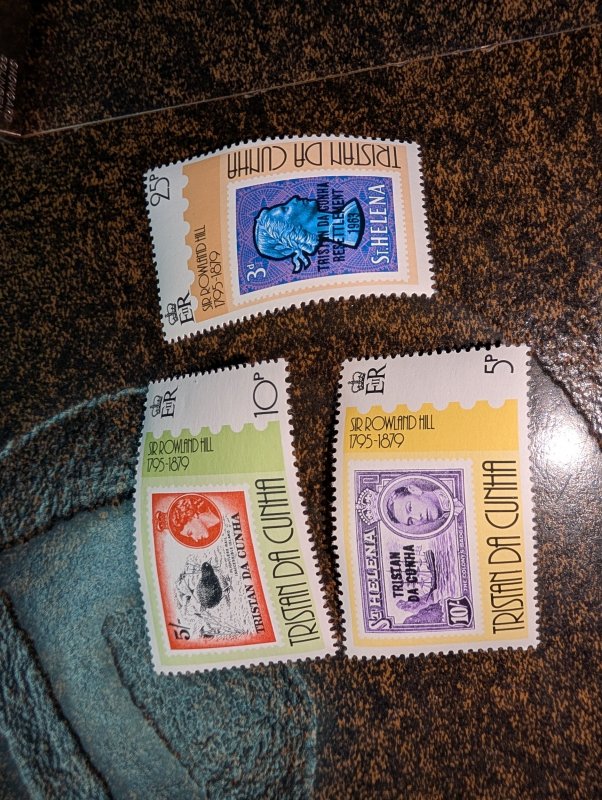 25P
EIIR
SIR ROWLAND HILL
1795-1879
TRISTAN DA CUNHA
3d
TRISTAN DA CUNHA
RESETTLEMENT
1963
ST. HELENA
EIIR
10P
SIR ROWLAND HILL
1795-1879
5/-
TRISTAN DA CUNHA
TRISTAN DA CUNHA
EIIR
5P
SIR ROWLAND HILL
1795-1879
ST. HELENA
TRISTAN
DA CUNHA
10/-
TRISTAN DA CUNHA